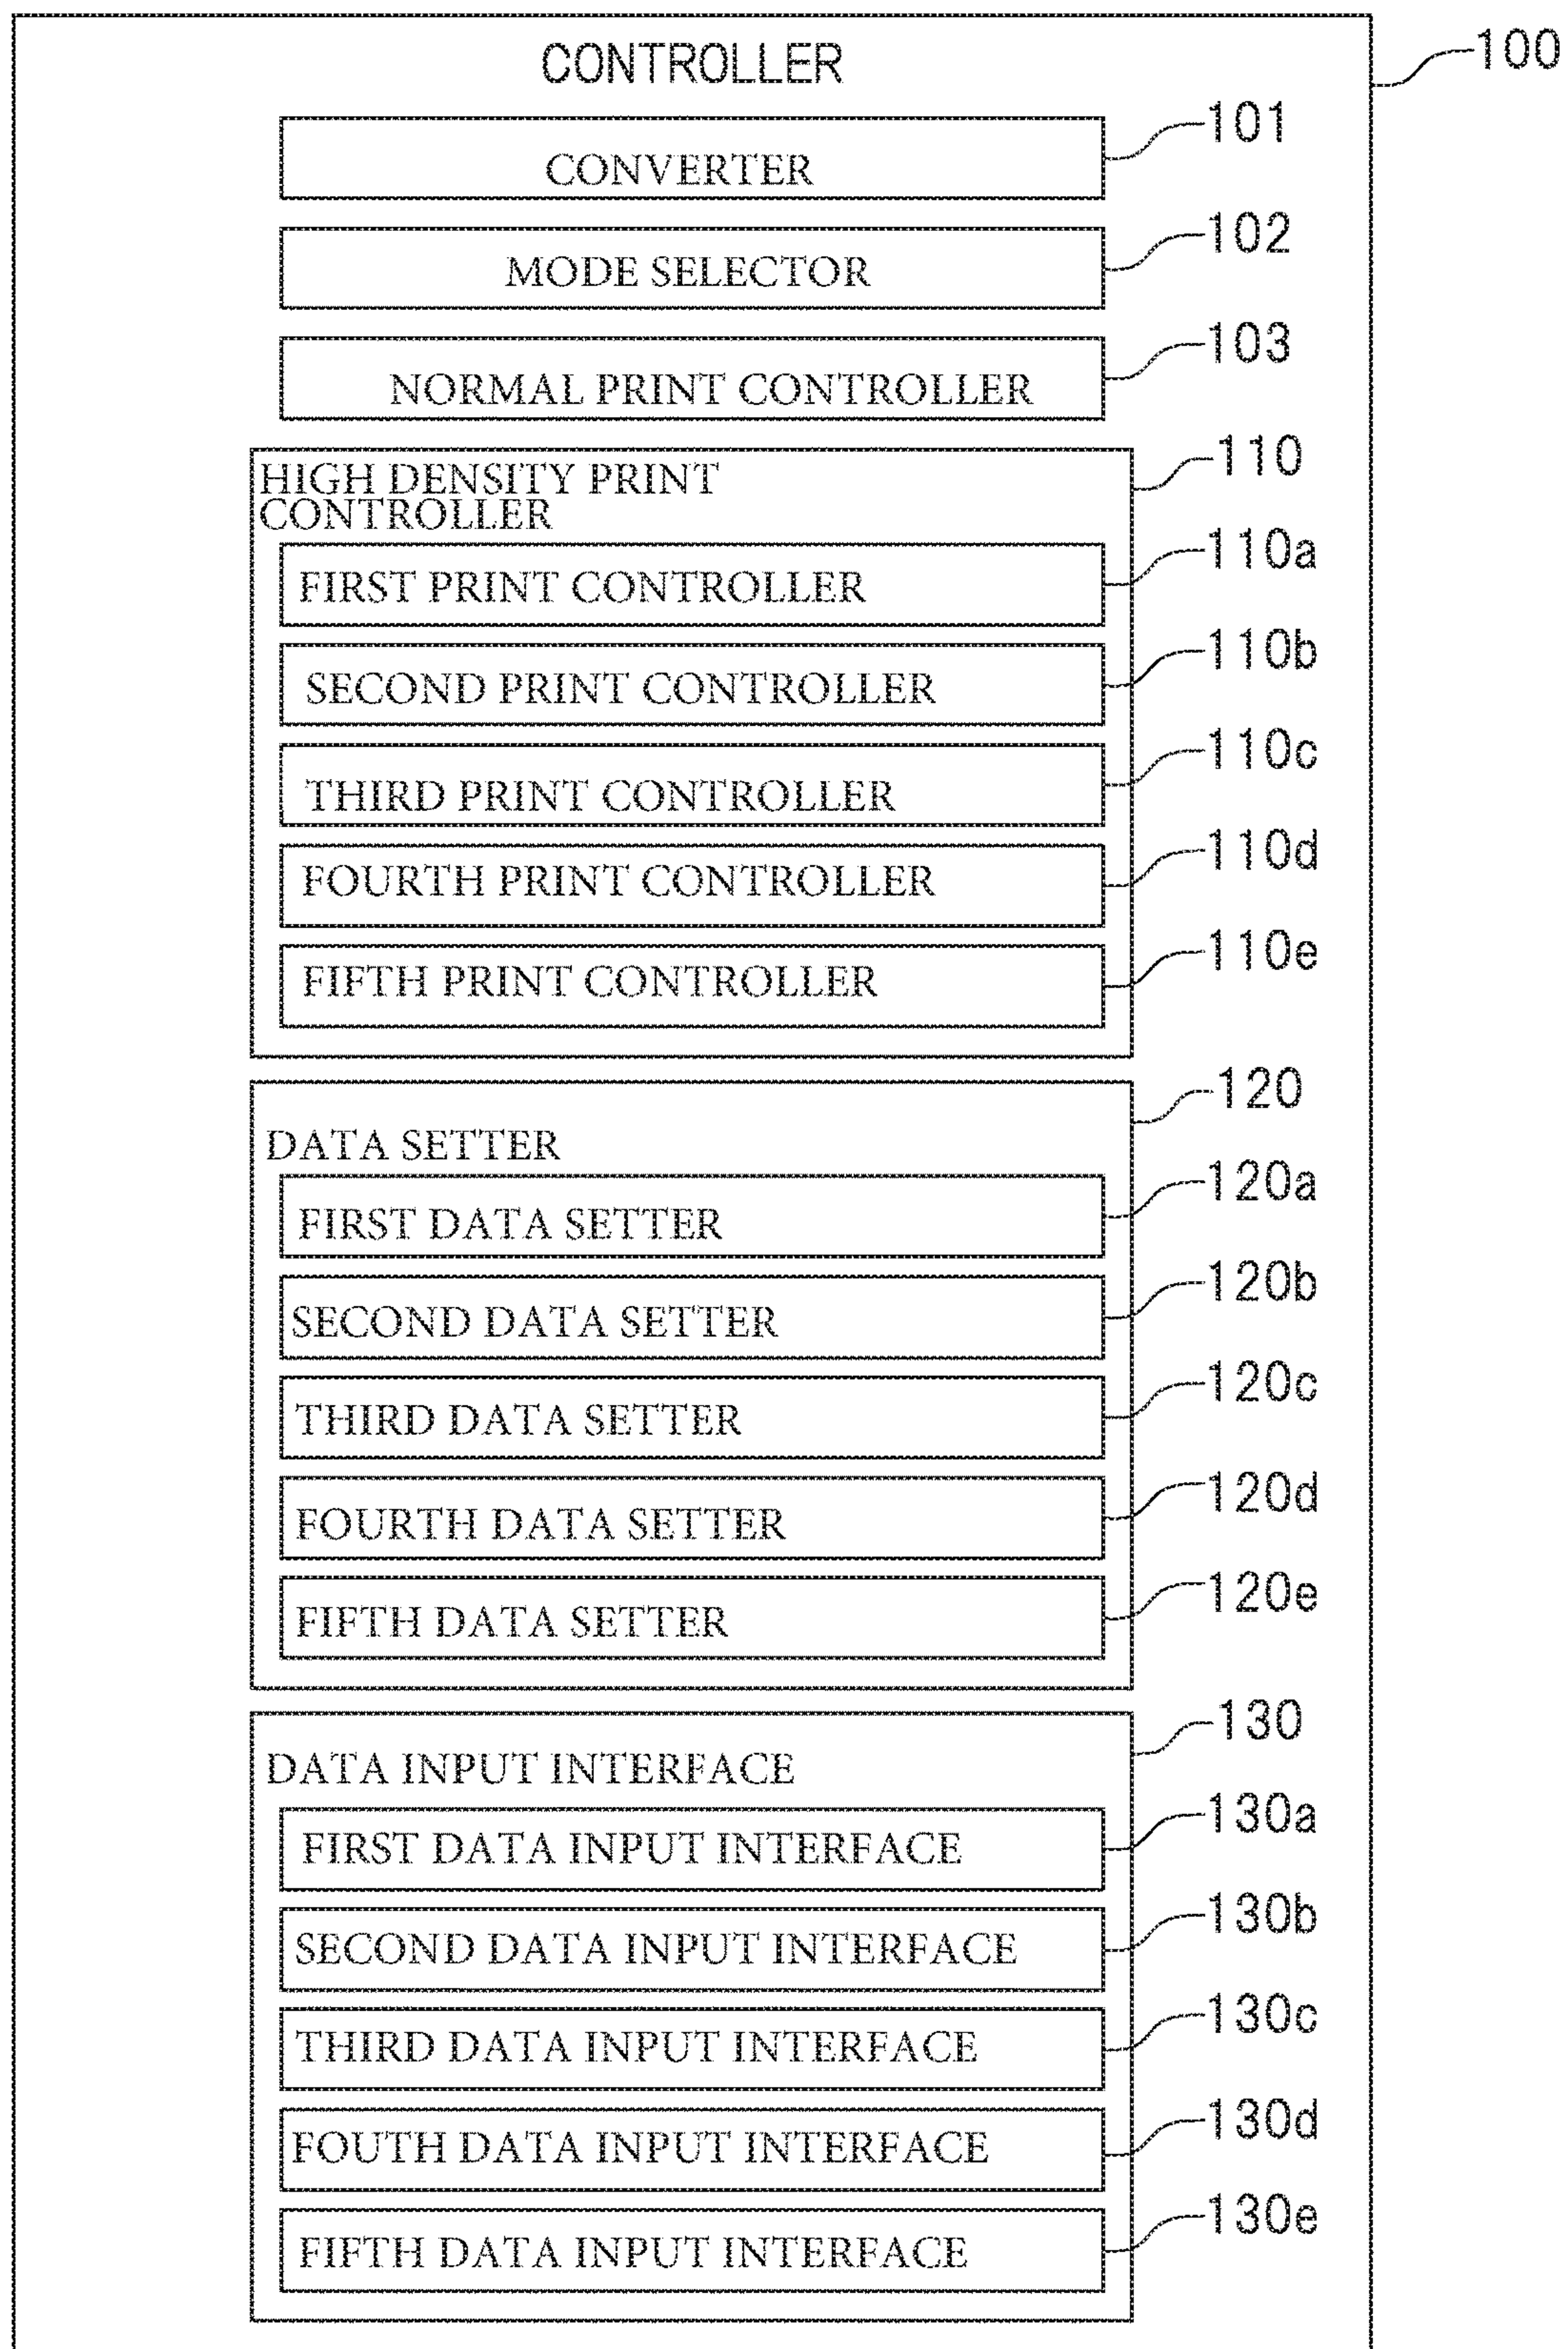 CONTROLLER
100
CONVERTER
101
MODE SELECTOR
102
NORMAL PRINT CONTROLLER
103
HIGH DENSITY PRINT
CONTROLLER
110
FIRST PRINT CONTROLLER
110a
SECOND PRINT CONTROLLER
110b
THIRD PRINT CONTROLLER
110c
FOURTH PRINT CONTROLLER
110d
FIFTH PRINT CONTROLLER
110e
DATA SETTER
120
FIRST DATA SETTER
120a
SECOND DATA SETTER
120b
THIRD DATA SETTER
120c
FOURTH DATA SETTER
120d
FIFTH DATA SETTER
120e
DATA INPUT INTERFACE
130
FIRST DATA INPUT INTERFACE
130a
SECOND DATA INPUT INTERFACE
130b
THIRD DATA INPUT INTERFACE
130c
FOUTH DATA INPUT INTERFACE
130d
FIFTH DATA INPUT INTERFACE
130e